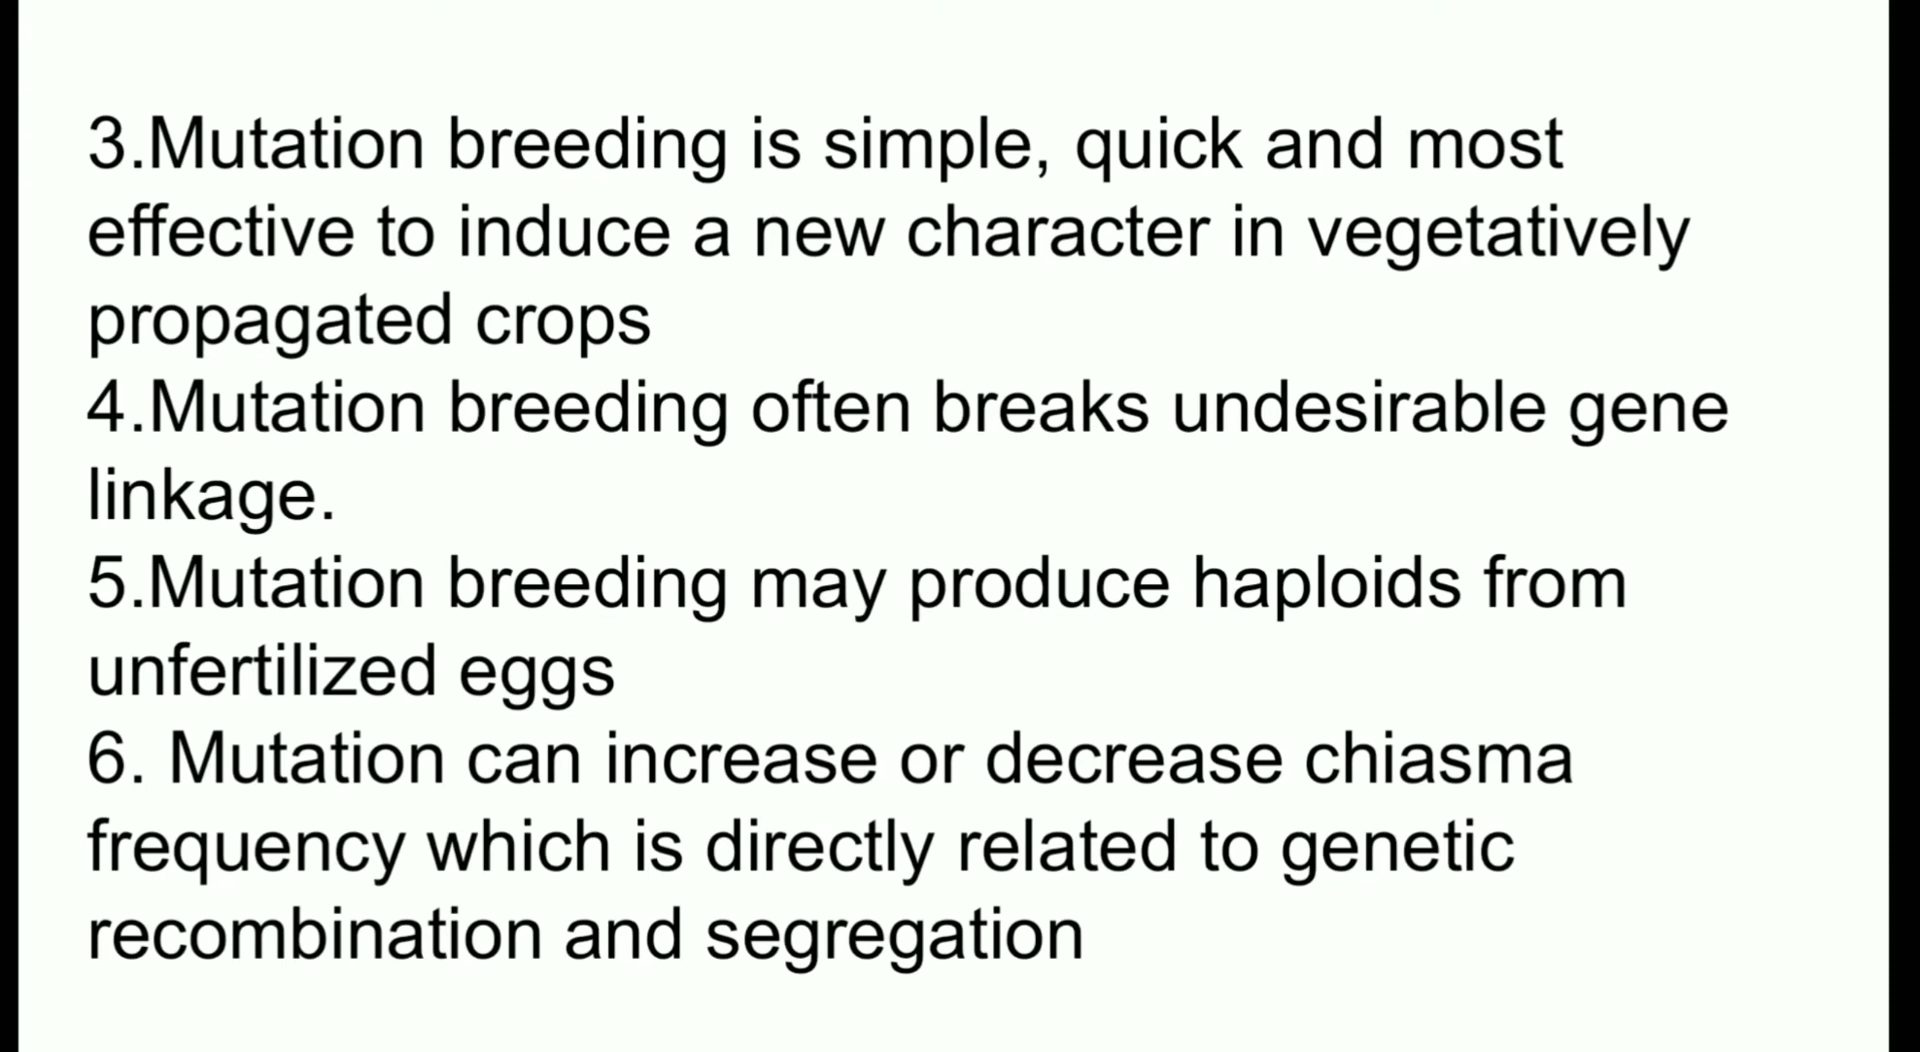 3.Mutation breeding is simple, quick and most
effective to induce a new character in vegetatively
propagated crops
4.Mutation breeding often breaks undesirable gene
linkage.
5.Mutation breeding may produce haploids from
unfertilized eggs
6. Mutation can increase or decrease chiasma
frequency which is directly related to genetic
recombination and segregation